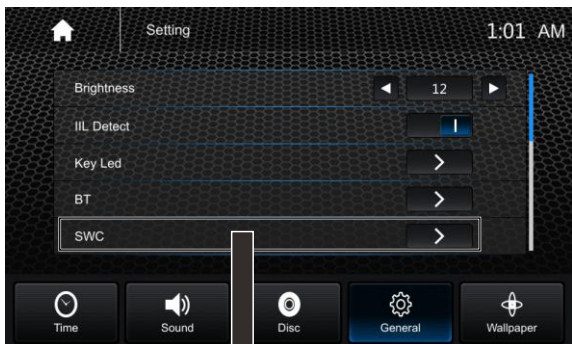 Setting
1:01 AM
Brightness
12
IIL Detect
Key Led
BT
SWC
Time
Sound
Disc
General
Wallpaper